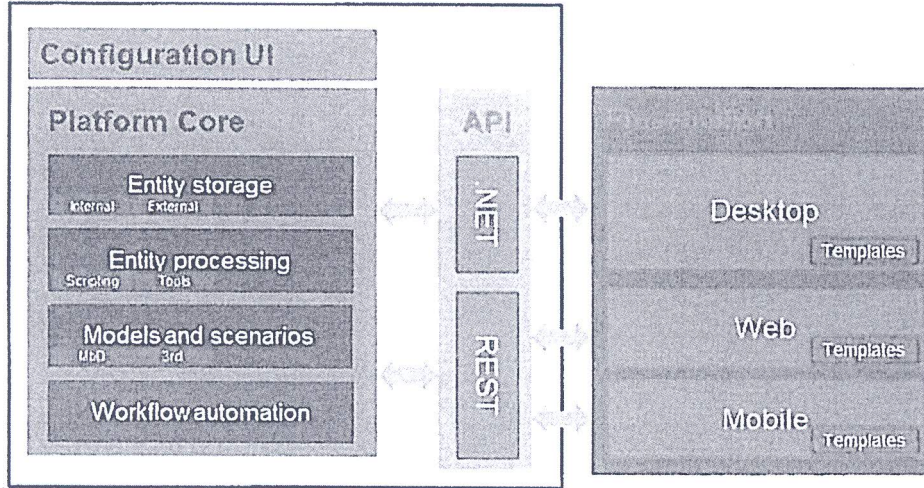 Configuration UI
Platform Core
Entity storage
Internal External
Entity processing
Scripting Tools
Models and scenarios
3rd
Workflow automation
API
.NET
REST
Desktop
Templates
Web
Templates
Mobile
Templates